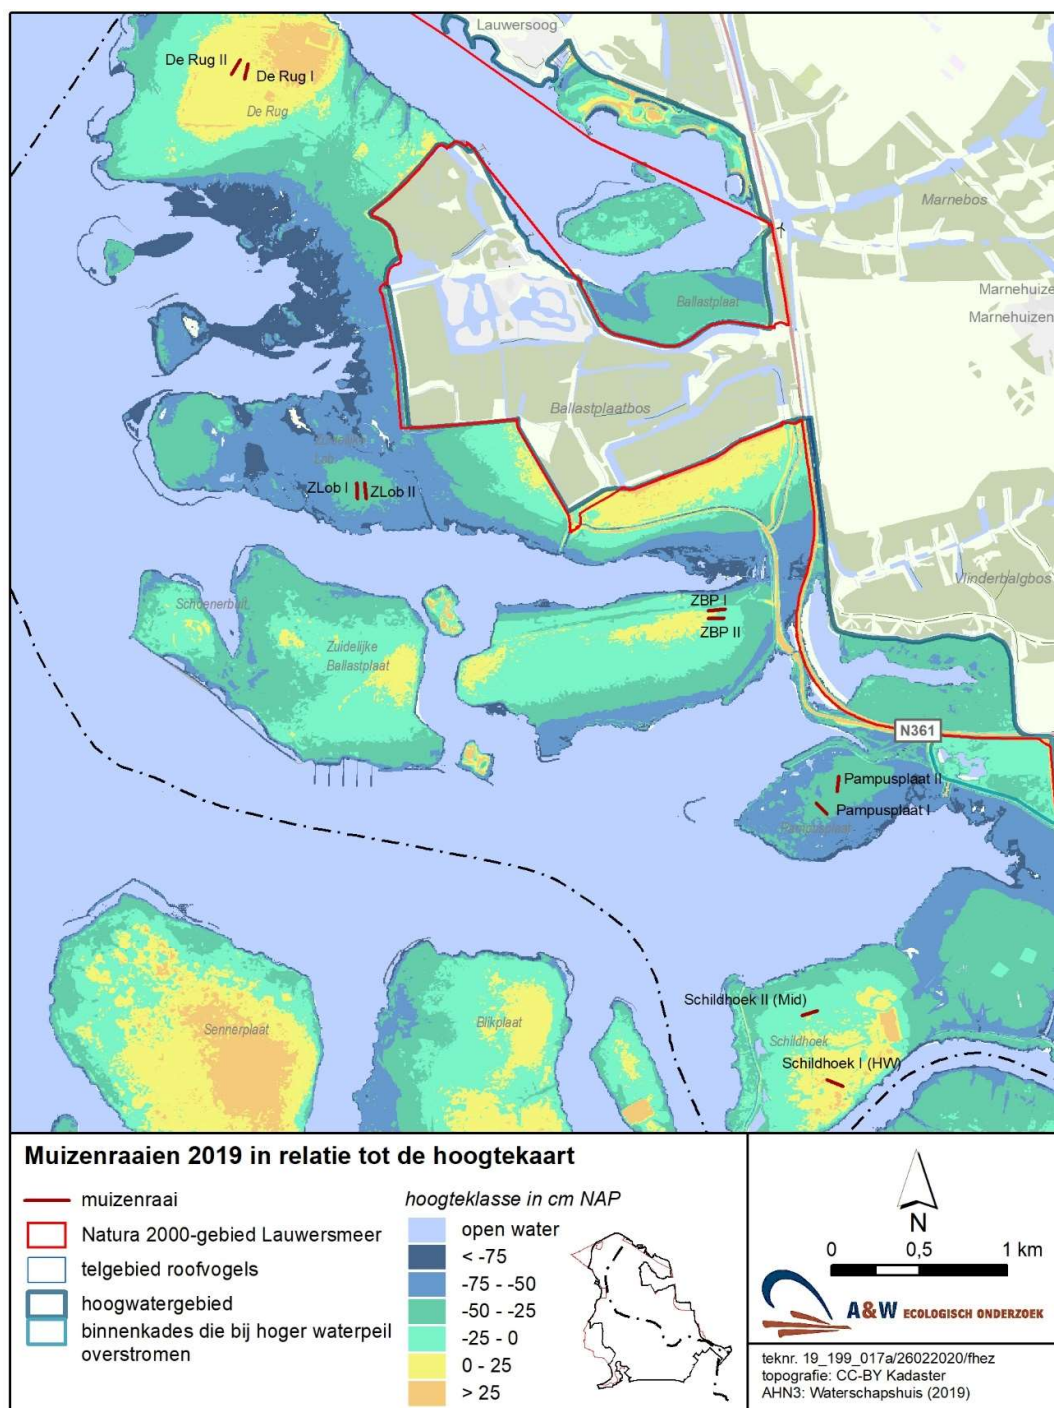 Lauwersoog
De Rug II
De Rug I
De Rug
Marnebos
Marnehuize
Marnehuizen
Ballastplaat
Ballastplaatbos
Lob
ZLob I
ZLob II
Vlinderbalgbos
ZBP I
ZBP II
Schoenerbult
Zuidelijke
Ballastplaat
N361
Pampusplaat II
Pampusplaat I
Pampusplaat
Schildhoek II (Mid)
Sennerplaat
Blikplaat
Schildhoek
Schildhoek I (HW)
Muizenraaien 2019 in relatie tot de hoogtekaart
muizenraai
Natura 2000-gebied Lauwersmeer
telgebied roofvogels
hoogwatergebied
binnenkades die bij hoger waterpeil
overstromen
hoogteklasse in cm NAP
open water
< -75
-75 - -50
-50 - -25
-25 - 0
0 - 25
> 25
N
0 0,5 1 km
A&W ECOLOGISCH ONDERZOEK
teknr. 19_199_017a/26022020/fhez
topografie: CC-BY Kadaster
AHN3: Waterschapshuis (2019)